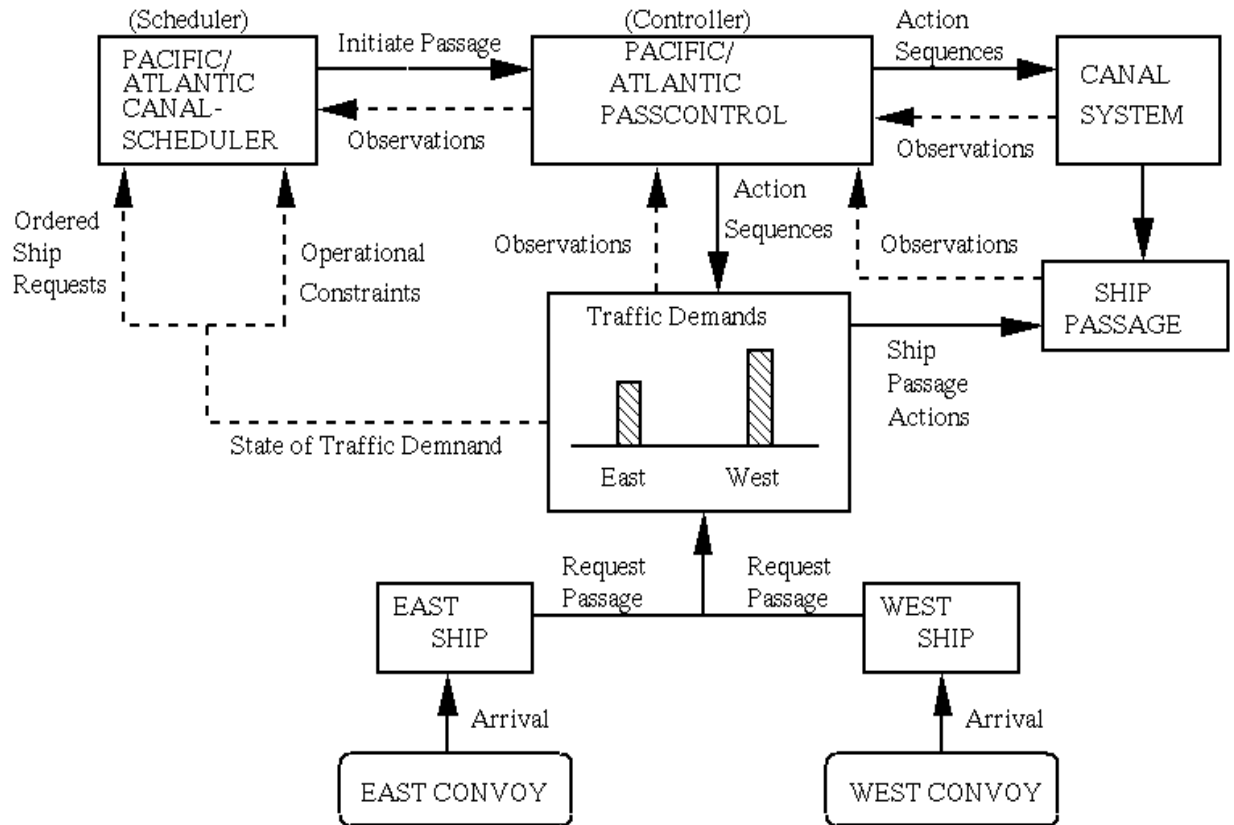 (Scheduler)
PACIFIC/
ATLANTIC
CANAL-
SCHEDULER
Initiate Passage
Observations
(Controller)
PACIFIC/
ATLANTIC
PASSCONTROL
Action
Sequences
Observations
CANAL
SYSTEM
Ordered
Ship
Requests
Operational
Constraints
Observations
Action
Sequences
Observations
SHIP
PASSAGE
Traffic Demands
East
West
Ship
Passage
Actions
State of Traffic Demnand
Request
Passage
Request
Passage
EAST
SHIP
WEST
SHIP
Arrival
Arrival
EAST CONVOY
WEST CONVOY